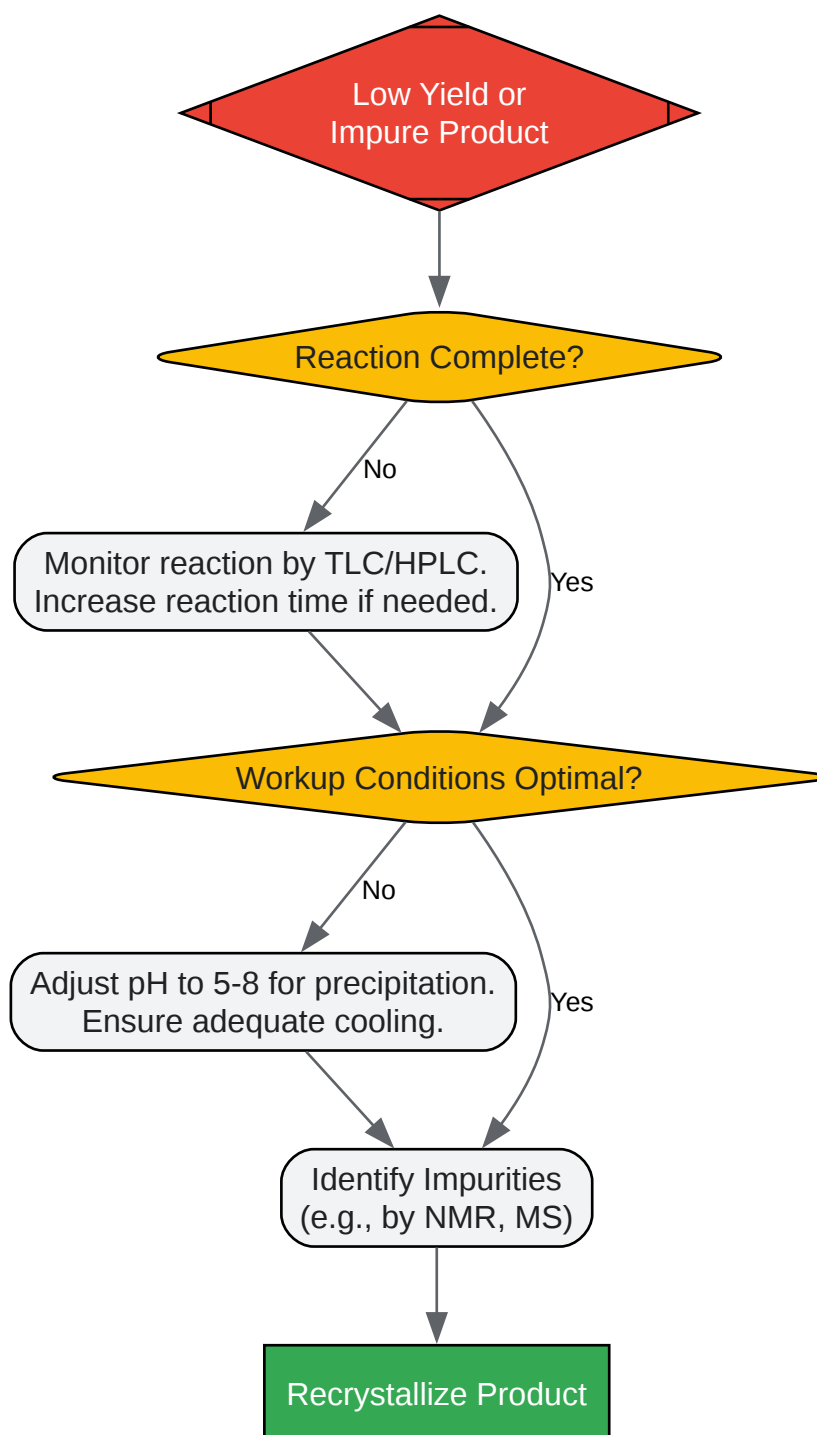 Low Yield or
Impure Product
Reaction Complete?
No
Monitor reaction by TLC/HPLC.
Increase reaction time if needed.
Yes
Workup Conditions Optimal?
No
Adjust pH to 5-8 for precipitation.
Ensure adequate cooling.
Yes
Identify Impurities
(e.g., by NMR, MS)
Recrystallize Product